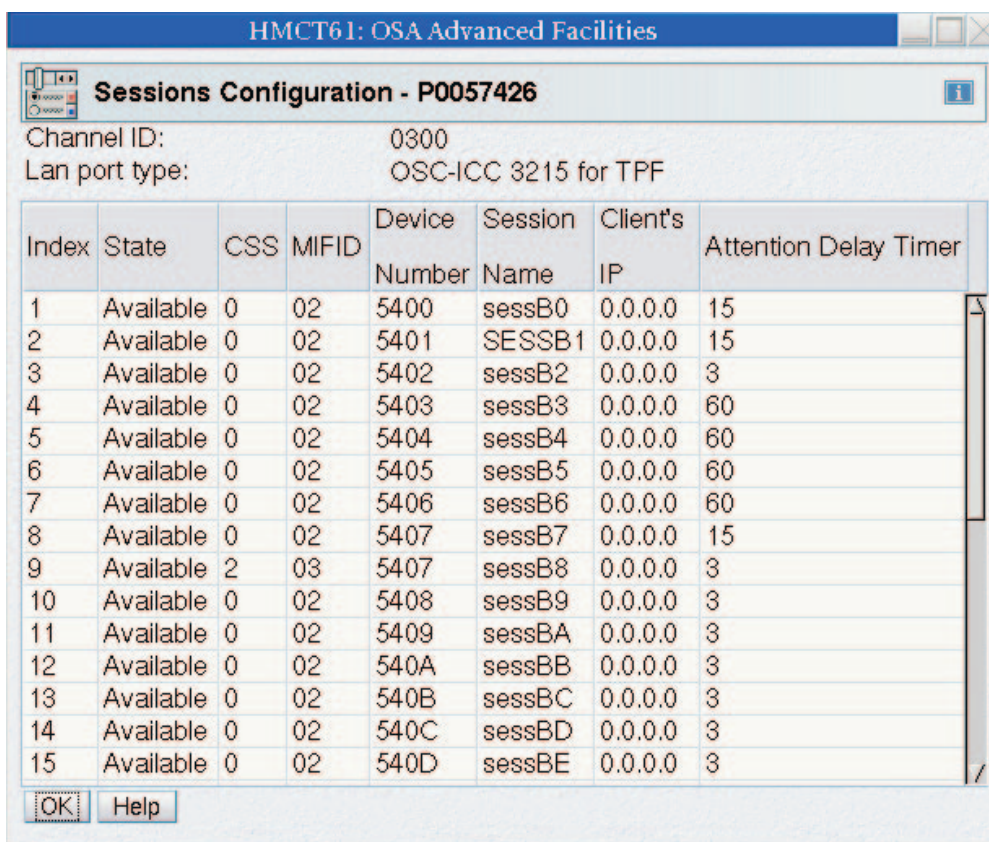 HMCT61: OSA Advanced Facilities
Sessions Configuration - P0057426
Channel ID: 0300
Lan port type: OSC-ICC 3215 for TPF
Index State CSS MIFID Device Number Session Name Client's IP Attention Delay Timer
1 Available 0 02 5400 sessB0 0.0.0.0 15
2 Available 0 02 5401 SESSB1 0.0.0.0 15
3 Available 0 02 5402 sessB2 0.0.0.0 3
4 Available 0 02 5403 sessB3 0.0.0.0 60
5 Available 0 02 5404 sessB4 0.0.0.0 60
6 Available 0 02 5405 sessB5 0.0.0.0 60
7 Available 0 02 5406 sessB6 0.0.0.0 60
8 Available 0 02 5407 sessB7 0.0.0.0 15
9 Available 2 03 5407 sessB8 0.0.0.0 3
10 Available 0 02 5408 sessB9 0.0.0.0 3
11 Available 0 02 5409 sessBA 0.0.0.0 3
12 Available 0 02 540A sessBB 0.0.0.0 3
13 Available 0 02 540B sessBC 0.0.0.0 3
14 Available 0 02 540C sessBD 0.0.0.0 3
15 Available 0 02 540D sessBE 0.0.0.0 3
OK Help